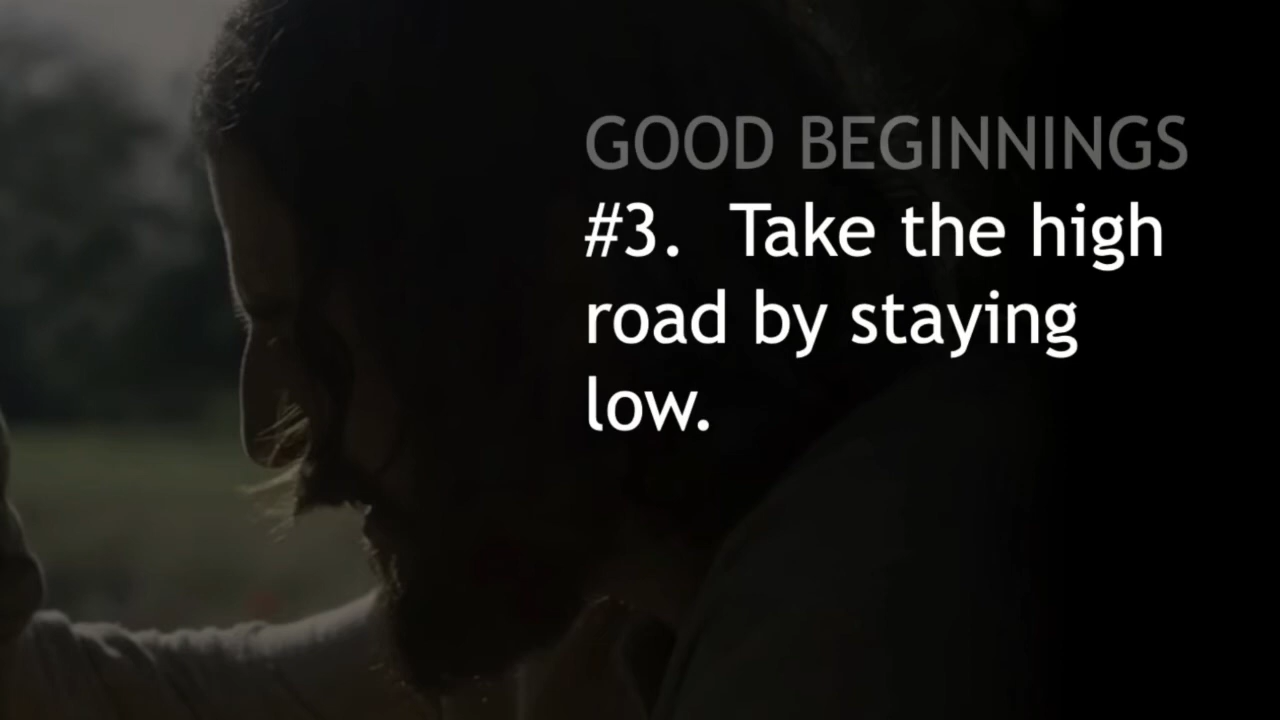 GOOD BEGINNINGS
#3. Take the high
road by staying
low.